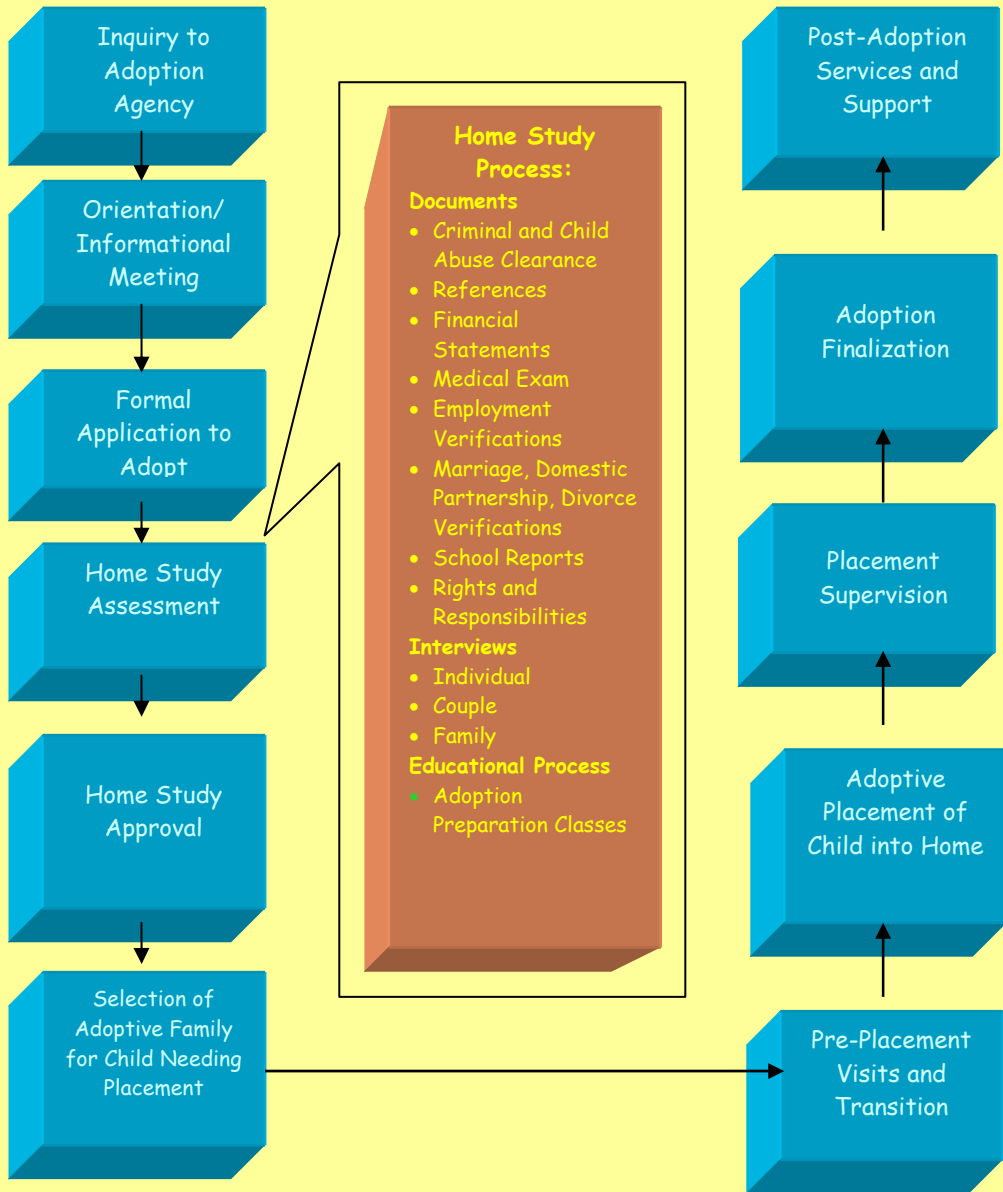 Inquiry to
Adoption
Agency
Orientation/
Informational
Meeting
Formal
Application to
Adopt
Home Study
Assessment
Home Study
Approval
Selection of
Adoptive Family
for Child Needing
Placement
Home Study
Process:
Documents
• Criminal and Child
Abuse Clearance
• References
• Financial
Statements
• Medical Exam
• Employment
Verifications
• Marriage, Domestic
Partnership, Divorce
Verifications
• School Reports
• Rights and
Responsibilities
Interviews
• Individual
• Couple
• Family
Educational Process
• Adoption
Preparation Classes
Pre-Placement
Visits and
Transition
Adoptive
Placement of
Child into Home
Placement
Supervision
Adoption
Finalization
Post-Adoption
Services and
Support